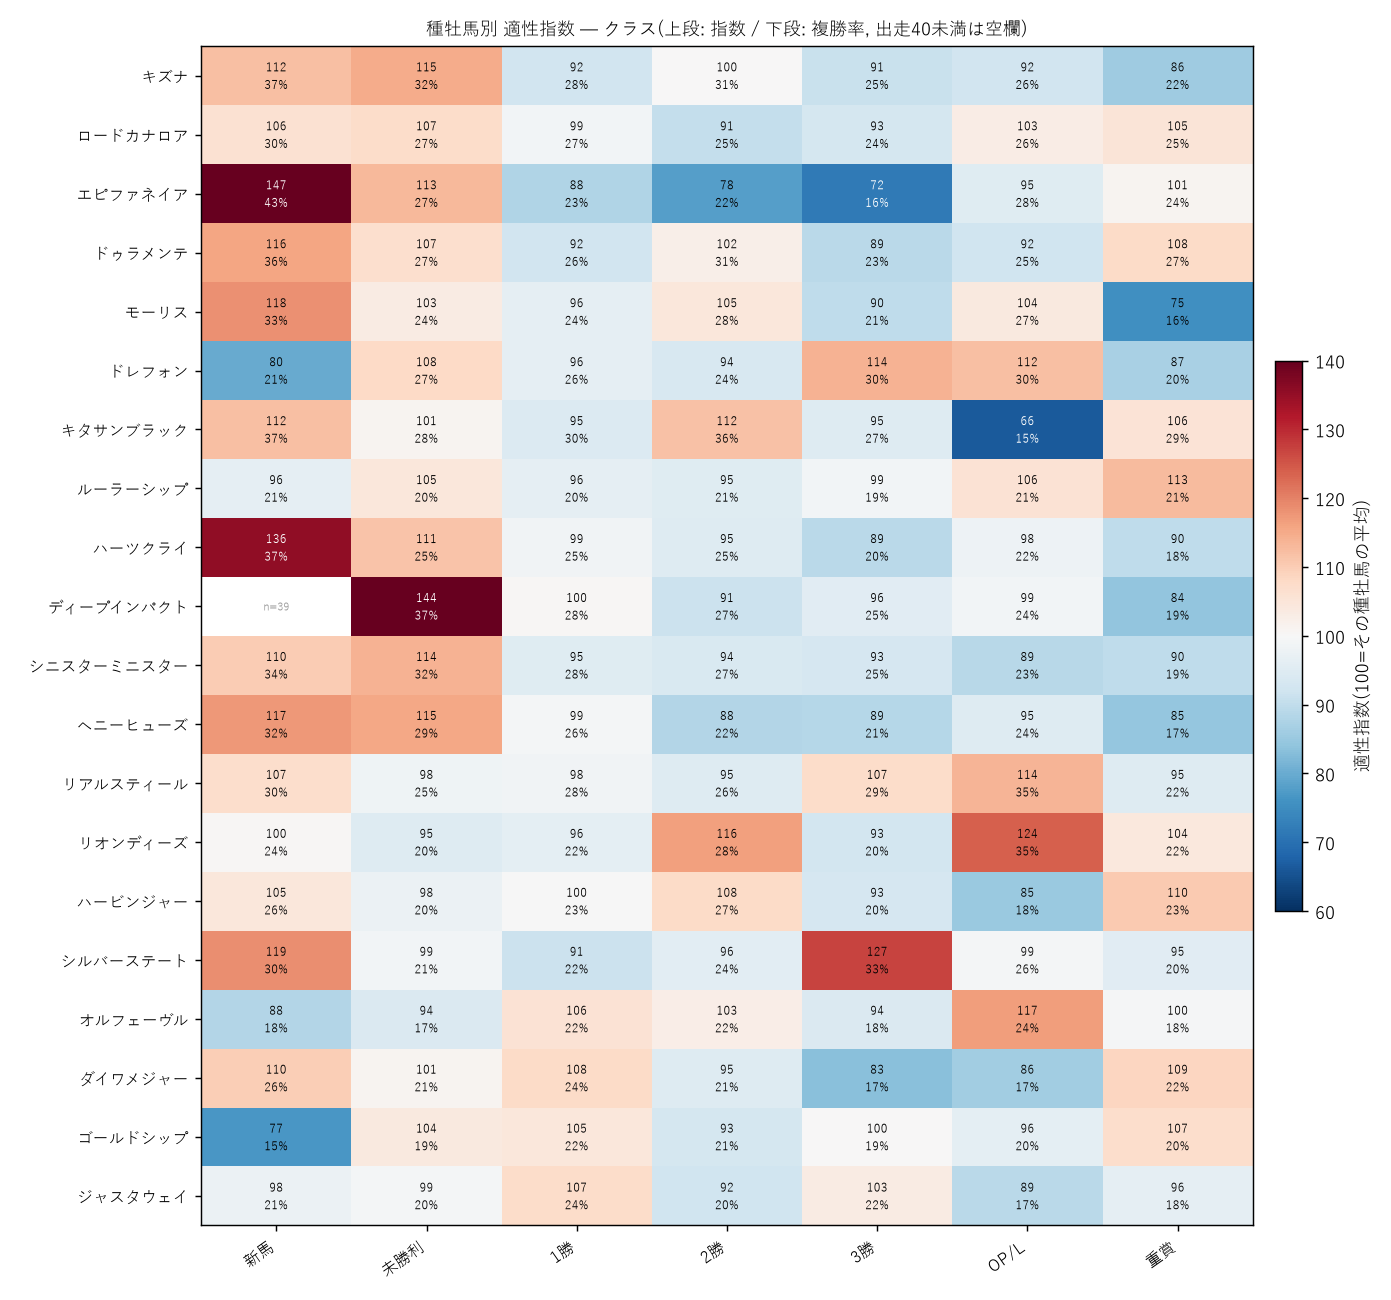 種牡馬別 適性指数 — クラス(上段: 指数 / 下段: 複勝率, 出走40未満は空欄)
キズナ
112 115 92 100 91 92 86
37% 32% 28% 31% 25% 26% 22%
ロードカナロア
106 107 99 91 93 103 105
30% 27% 27% 25% 24% 26% 25%
エピファネイア
147 113 88 78 72 95 101
43% 27% 23% 22% 16% 28% 24%
ドゥラメンテ
116 107 92 102 89 92 108
36% 27% 26% 31% 23% 25% 27%
モーリス
118 103 96 105 90 104 75
33% 24% 24% 28% 21% 27% 16%
ドレフォン
80 108 96 94 114 112 87
21% 27% 26% 24% 30% 30% 20%
キタサンブラック
112 101 95 112 95 66 106
37% 28% 30% 36% 27% 15% 29%
ルーラーシップ
96 105 96 95 99 106 113
21% 20% 20% 21% 19% 21% 21%
ハーツクライ
136 111 99 95 89 98 90
37% 25% 25% 25% 20% 22% 18%
ディープインパクト
n=39
144 100 91 96 99 84
37% 28% 27% 25% 24% 19%
シニスターミニスター
110 114 95 94 93 89 90
34% 32% 28% 27% 25% 23% 19%
ヘニーヒューズ
117 115 99 88 89 95 85
32% 29% 26% 22% 21% 24% 17%
リアルスティール
107 98 98 95 107 114 95
30% 25% 28% 26% 29% 35% 22%
リオンディーズ
100 95 96 116 93 124 104
24% 20% 22% 28% 20% 35% 22%
ハービンジャー
105 98 100 108 93 85 110
26% 20% 23% 27% 20% 18% 23%
シルバーステート
119 99 91 96 127 99 95
30% 21% 22% 24% 33% 26% 20%
オルフェーヴル
88 94 106 103 94 117 100
18% 17% 22% 22% 18% 24% 18%
ダイワメジャー
110 101 108 95 83 86 109
26% 21% 24% 21% 17% 17% 22%
ゴールドシップ
77 104 105 93 100 96 107
15% 19% 22% 21% 19% 20% 20%
ジャスタウェイ
98 99 107 92 103 89 96
21% 20% 24% 20% 22% 17% 18%
新馬 未勝利 1勝 2勝 3勝 OP/L 重賞
140
130
120
110
100
90
80
70
60
適性指数(100=その種牡馬の平均)